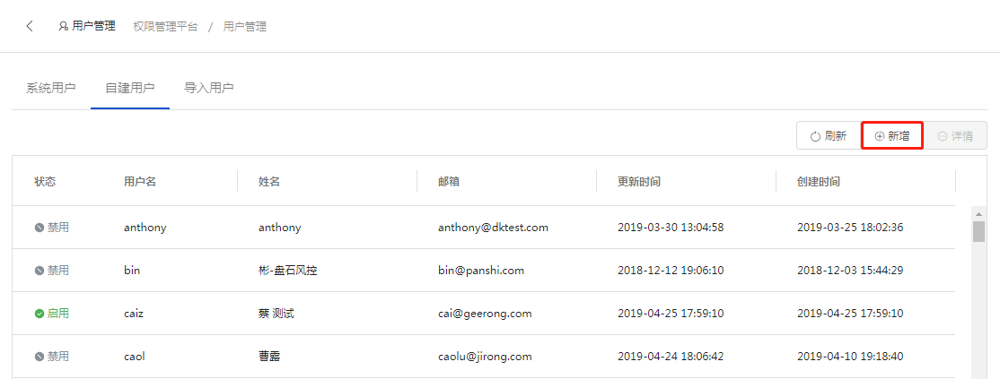 用户管理 权限管理平台 / 用户管理
系统用户 自建用户 导入用户
刷新 新增 详情
状态 用户名 姓名 邮箱 更新时间 创建时间
禁用 anthony anthony anthony@dktest.com 2019-03-30 13:04:58 2019-03-25 18:02:36
禁用 bin 彬-盘石风控 bin@panshi.com 2018-12-12 19:06:10 2018-12-03 15:44:29
启用 caiz 蔡 测试 cai@geerong.com 2019-04-25 17:59:10 2019-04-25 17:59:10
禁用 caol 曹露 caolu@jirong.com 2019-04-24 18:06:42 2019-04-10 19:18:40